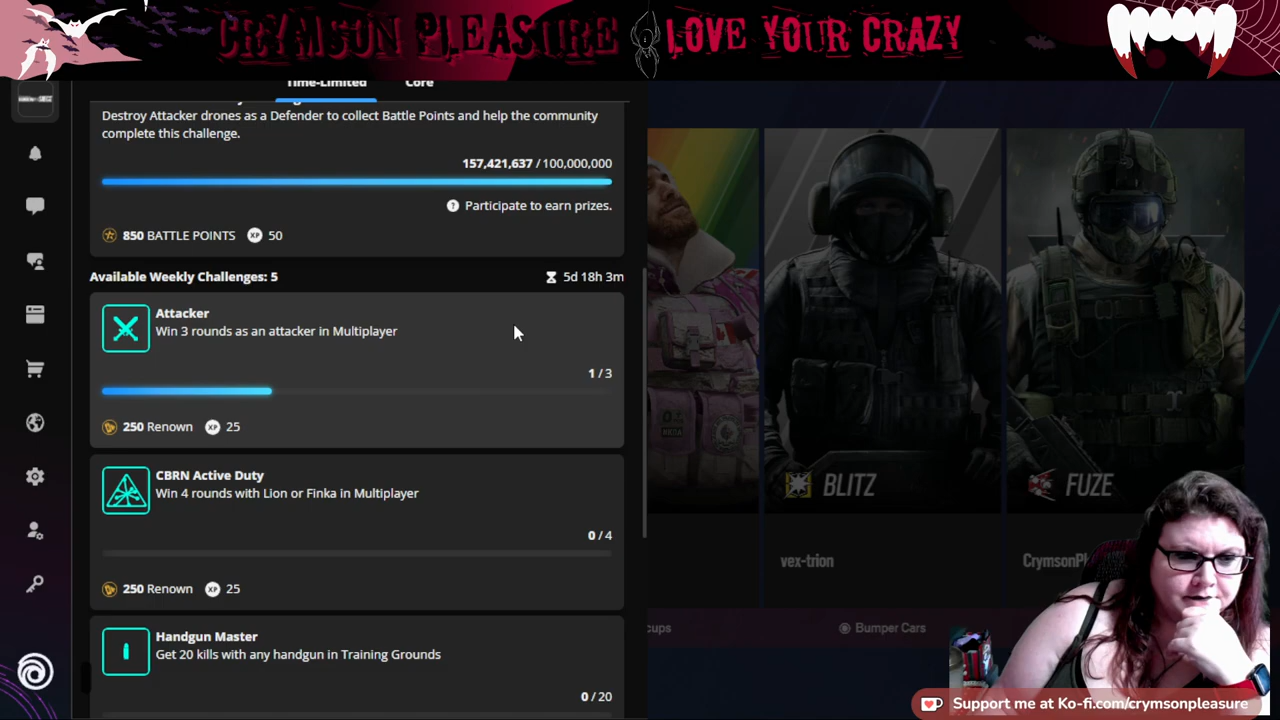 CRYMSON PLEASURE LOVE YOUR CRAZY
Time-Limited Core
Destroy Attacker drones as a Defender to collect Battle Points and help the community
complete this challenge.
157,421,637 / 100,000,000
Participate to earn prizes.
850 BATTLE POINTS XP 50
Available Weekly Challenges: 5 5d 18h 3m
Attacker
Win 3 rounds as an attacker in Multiplayer
1 / 3
250 Renown XP 25
CBRN Active Duty
Win 4 rounds with Lion or Finka in Multiplayer
0 / 4
250 Renown XP 25
Handgun Master
Get 20 kills with any handgun in Training Grounds
0 / 20
BLITZ
FUZE
vex-trion
CrymsonPl
cups
Bumper Cars
Support me at Ko-fi.com/crymsonpleasure